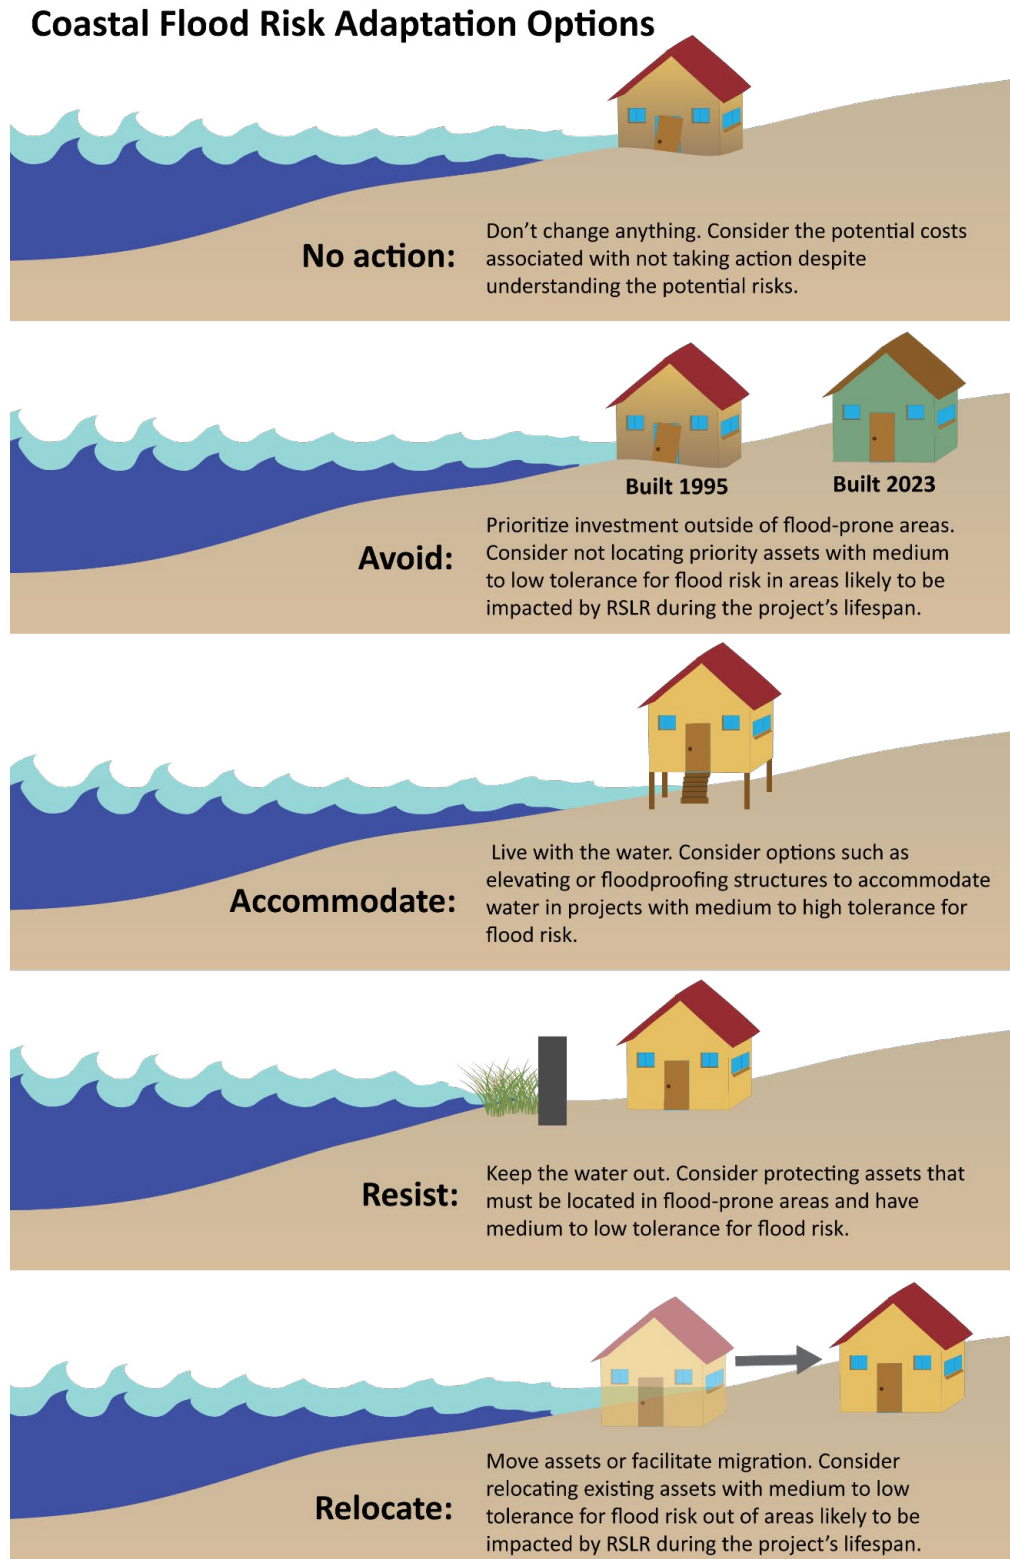 Coastal Flood Risk Adaptation Options
No action:
Don’t change anything. Consider the potential costs
associated with not taking action despite
understanding the potential risks.
Built 1995
Built 2023
Avoid:
Prioritize investment outside of flood-prone areas.
Consider not locating priority assets with medium
to low tolerance for flood risk in areas likely to be
impacted by RSLR during the project’s lifespan.
Accommodate:
Live with the water. Consider options such as
elevating or floodproofing structures to accommodate
water in projects with medium to high tolerance for
flood risk.
Resist:
Keep the water out. Consider protecting assets that
must be located in flood-prone areas and have
medium to low tolerance for flood risk.
Relocate:
Move assets or facilitate migration. Consider
relocating existing assets with medium to low
tolerance for flood risk out of areas likely to be
impacted by RSLR during the project’s lifespan.